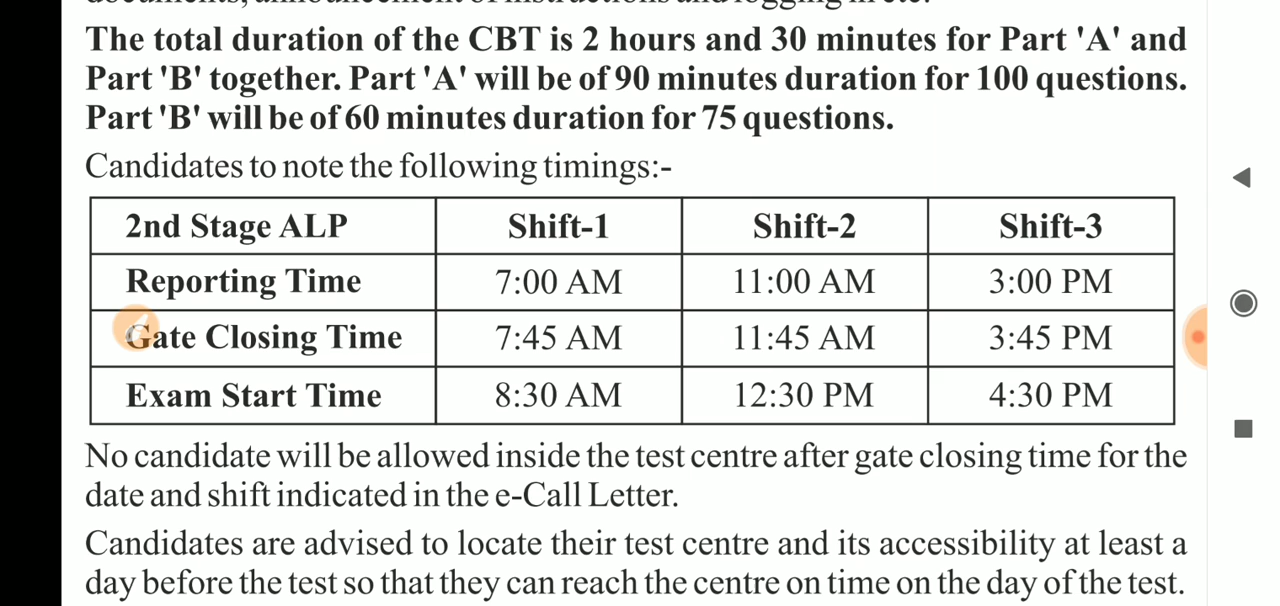 The total duration of the CBT is 2 hours and 30 minutes for Part 'A' and
Part 'B' together. Part 'A' will be of 90 minutes duration for 100 questions.
Part 'B' will be of 60 minutes duration for 75 questions.
Candidates to note the following timings:-
2nd Stage ALP Shift-1 Shift-2 Shift-3
Reporting Time 7:00 AM 11:00 AM 3:00 PM
Gate Closing Time 7:45 AM 11:45 AM 3:45 PM
Exam Start Time 8:30 AM 12:30 PM 4:30 PM
No candidate will be allowed inside the test centre after gate closing time for the
date and shift indicated in the e-Call Letter.
Candidates are advised to locate their test centre and its accessibility at least a
day before the test so that they can reach the centre on time on the day of the test.